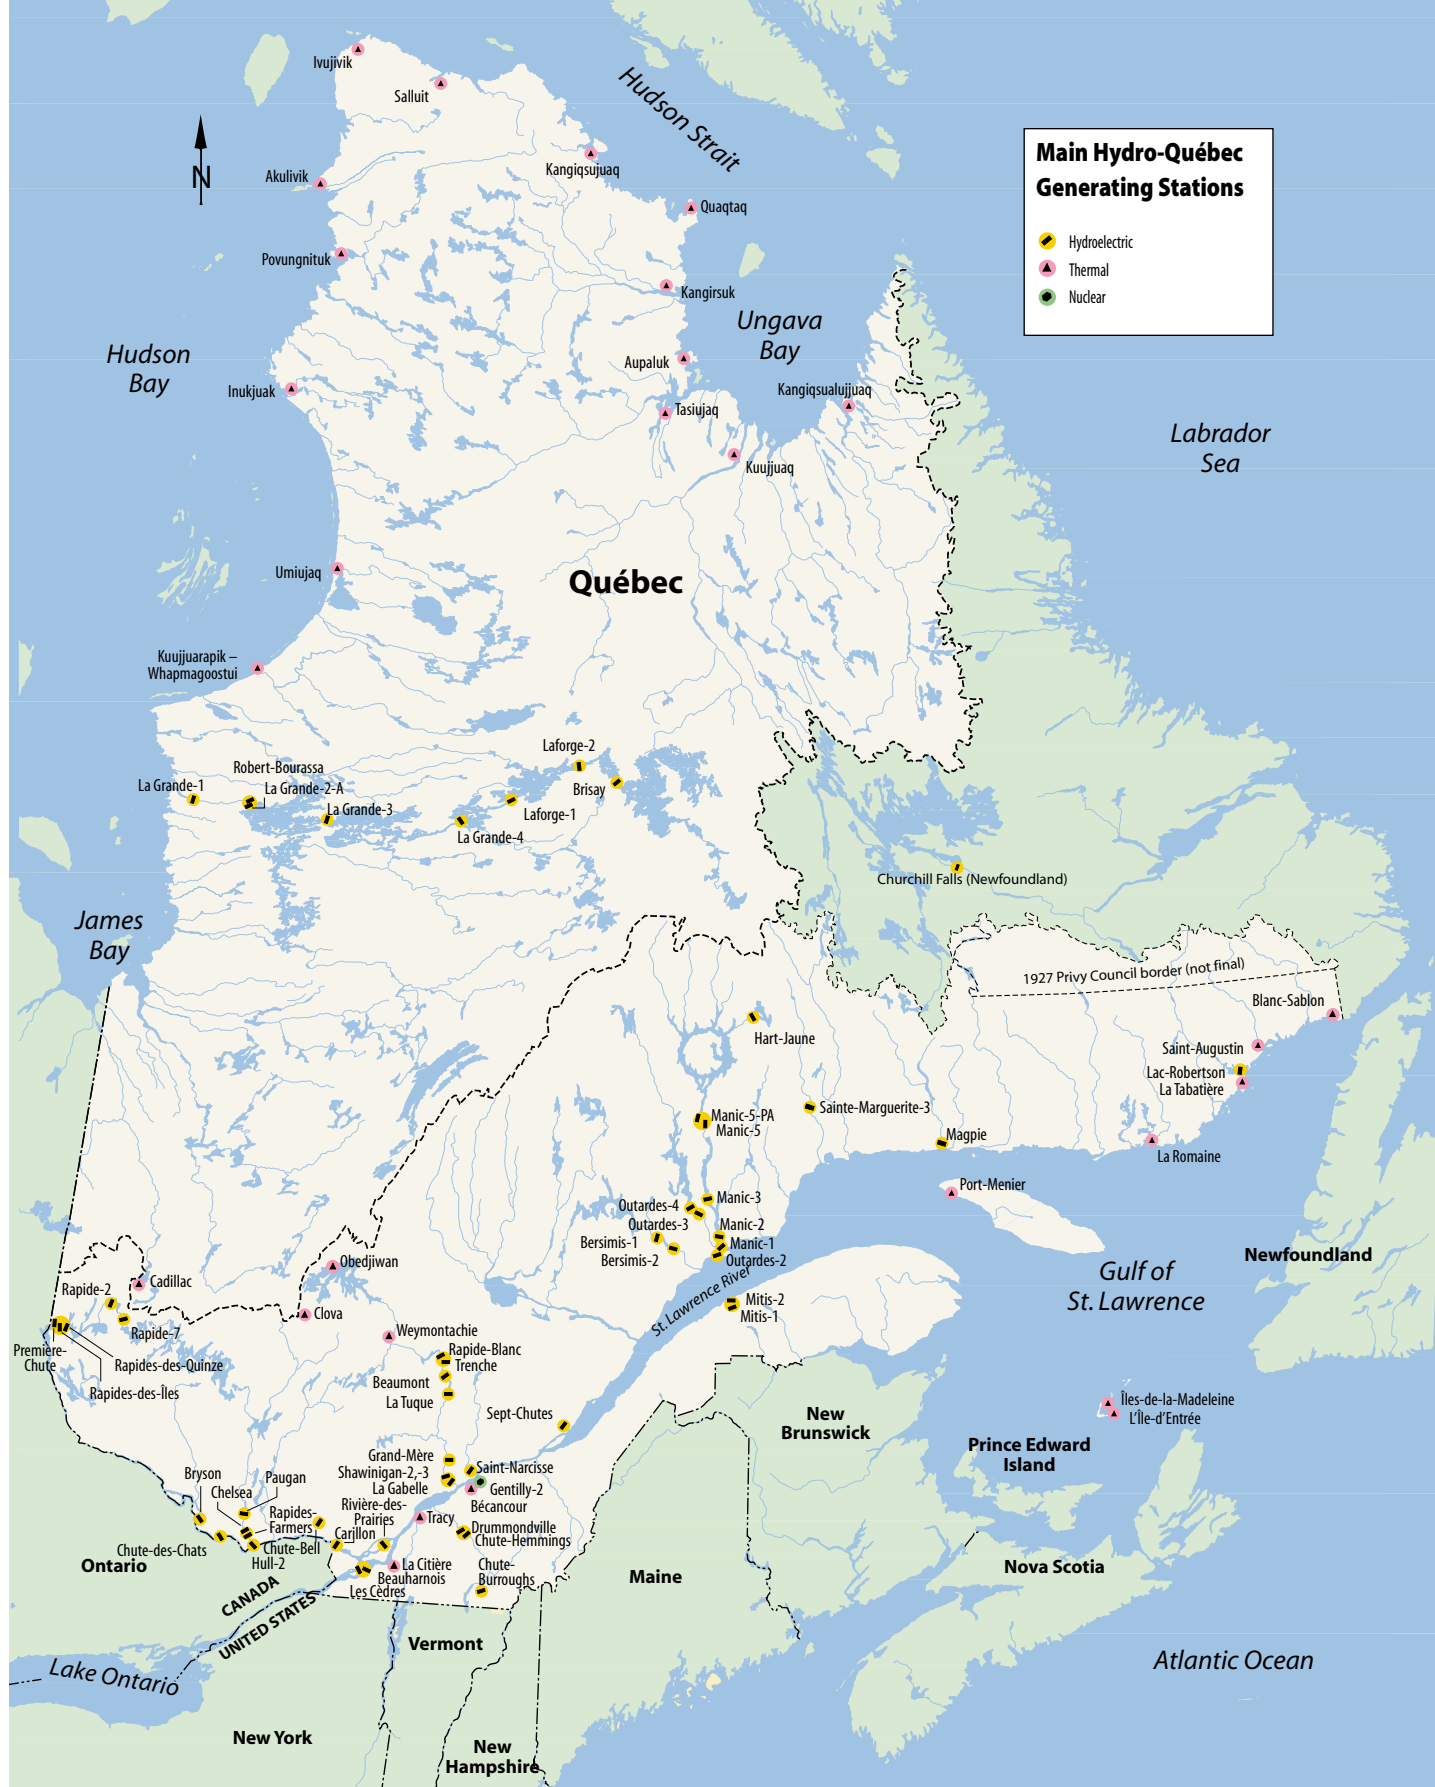 Ivujivik
Salluit
Hudson Strait
N
Akulivik
Kangiqsujuaq
Quaqtaq
Povungnituk
Kangirsuk
Main Hydro-Québec
Generating Stations
Hydroelectric
Thermal
Nuclear
Hudson
Bay
Ungava
Bay
Aupaluk
Inukjuak
Tasiujaq
Kangiqsualujjuaq
Kuujjuaq
Labrador
Sea
Umiujaq
Québec
Kuujjuarapik –
Whapmagoostui
Laforge-2
Robert-Bourassa
La Grande-1
La Grande-2-A
La Grande-3
Brisay
Laforge-1
La Grande-4
Churchill Falls (Newfoundland)
James
Bay
1927 Privy Council border (not final)
Blanc-Sablon
Hart-Jaune
Saint-Augustin
Lac-Robertson
La Tabatière
Manic-5-PA
Manic-5
Sainte-Marguerite-3
Magpie
La Romaine
Port-Menier
Manic-3
Outardes-4
Outardes-3
Manic-2
Bersimis-1
Manic-1
Bersimis-2
Outardes-2
Newfoundland
Gulf of
St. Lawrence
St. Lawrence River
Obedjiwan
Cadillac
Rapide-2
Mitis-2
Mitis-1
Clova
Rapide-7
Weymontachie
Première-
Chute
Rapides-des-Quinze
Rapides-des-Îles
Rapide-Blanc
Trenche
Beaumont
La Tuque
Sept-Chutes
Îles-de-la-Madeleine
L'Île-d'Entrée
New
Brunswick
Prince Edward
Island
Grand-Mère
Shawinigan-2,-3
La Gabelle
Saint-Narcisse
Gentilly-2
Bécancour
Bryson
Chelsea
Paugan
Rapides-
Farmers
Rivière-des-
Prairies
Tracy
Carillon
Drummondville
Chute-Hemmings
Chute-des-Chats
Chute-Bell
Hull-2
La Citière
Beauharnois
Les Cèdres
Chute-
Burroughs
Ontario
CANADA
UNITED STATES
Maine
Nova Scotia
Vermont
Lake Ontario
Atlantic Ocean
New York
New
Hampshire